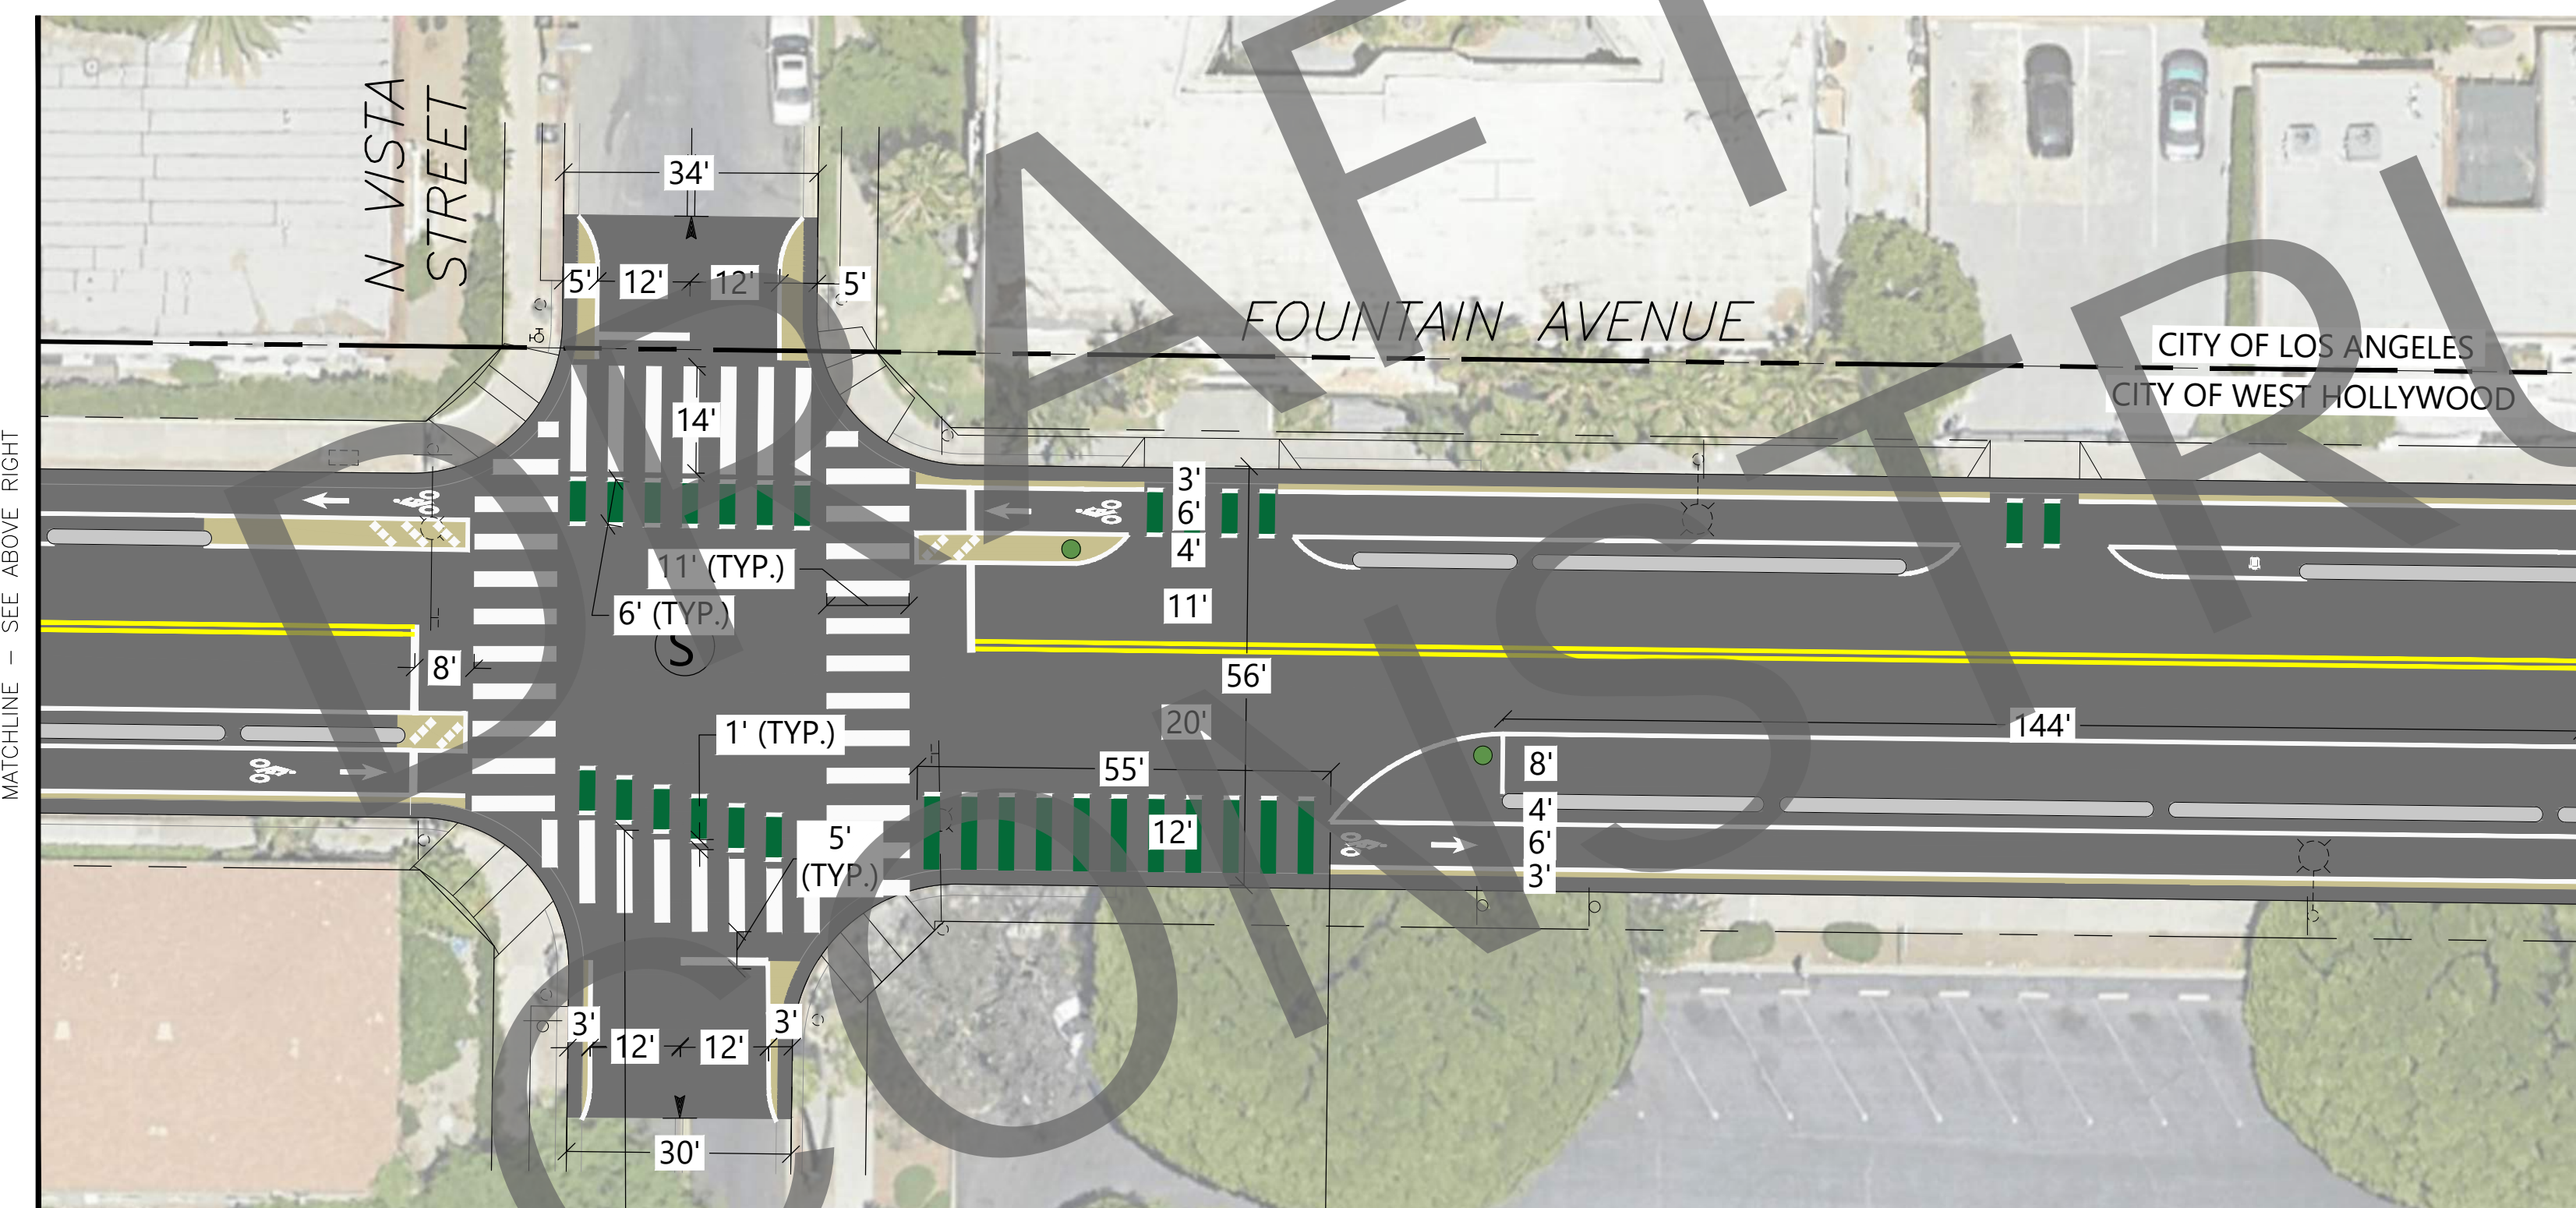 N VISTA
STREET
34'
5'
12'
12'
5'
FOUNTAIN AVENUE
CITY OF LOS ANGELES
CITY OF WEST HOLLYWOOD
14'
MATCHLINE - SEE ABOVE RIGHT
3'
6'
4'
11'
11' (TYP.)
6' (TYP.)
S
8'
56'
20'
1' (TYP.)
144'
55'
12'
5'
(TYP.)
8'
4'
6'
3'
3'
12'
12'
3'
30'
DRAFT
CONSTRU